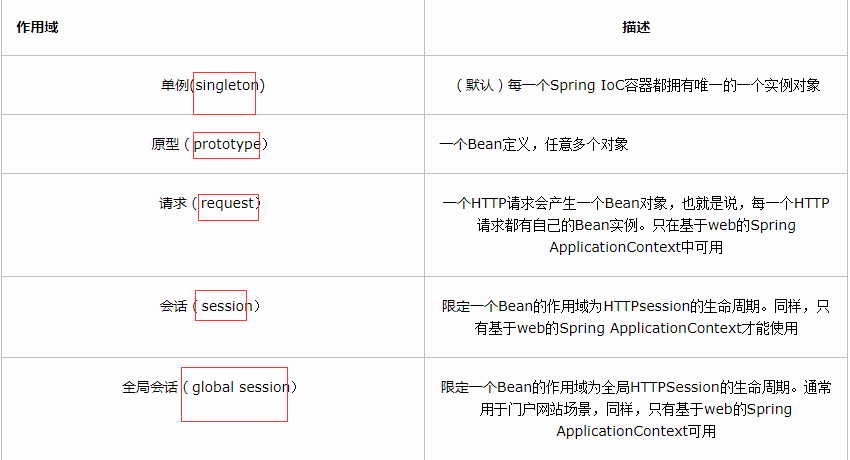 作用域
描述
单例(singleton)
（默认）每一个Spring IoC容器都拥有唯一的一个实例对象
原型（prototype）
一个Bean定义，任意多个对象
请求（request）
一个HTTP请求会产生一个Bean对象，也就是说，每一个HTTP
请求都有自己的Bean实例。只在基于web的Spring
ApplicationContext中可用
会话（session）
限定一个Bean的作用域为HTTPsession的生命周期。同样，只
有基于web的Spring ApplicationContext才能使用
全局会话（global session）
限定一个Bean的作用域为全局HTTPSession的生命周期。通常
用于门户网站场景，同样，只有基于web的Spring
ApplicationContext可用